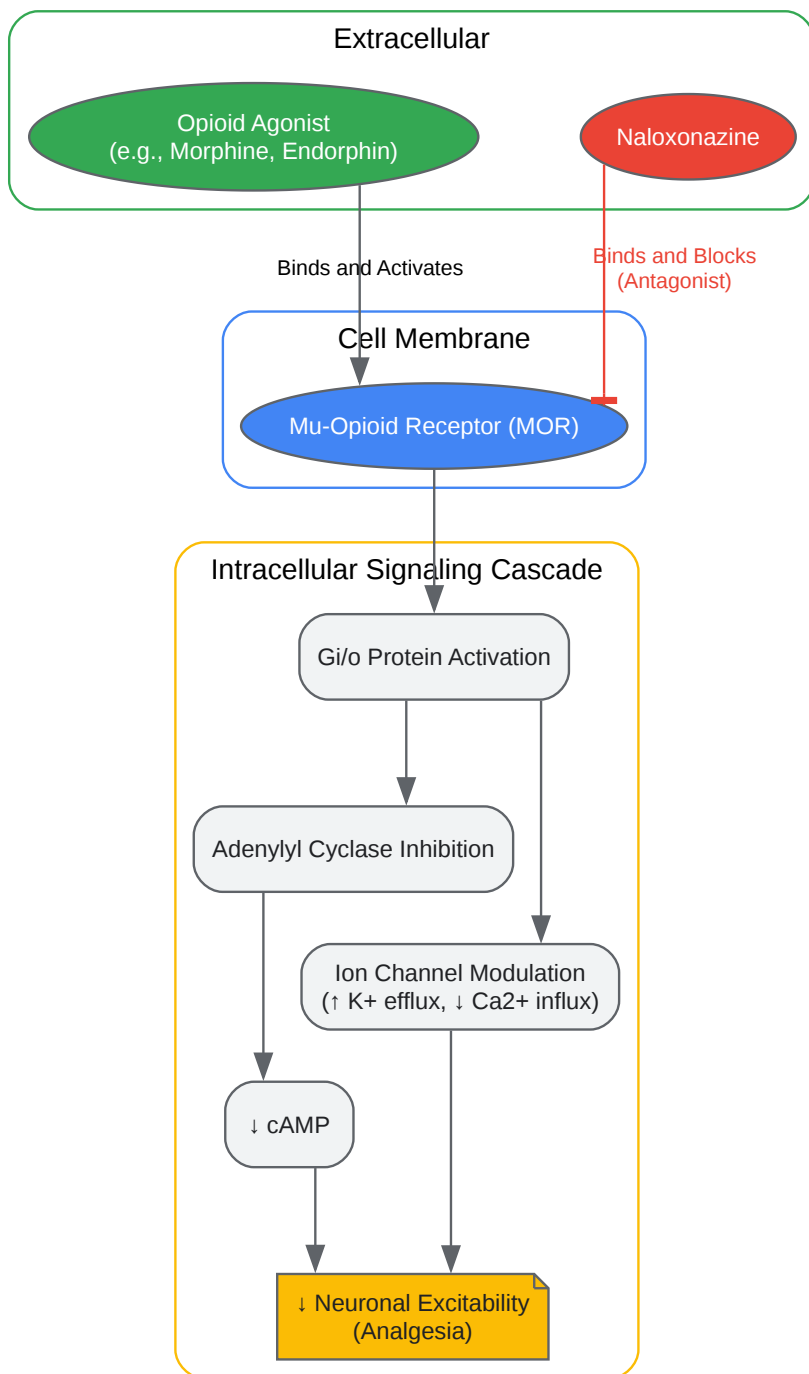 Extracellular
Opioid Agonist
(e.g., Morphine, Endorphin)
Naloxonazine
Binds and Activates
Binds and Blocks
(Antagonist)
Cell Membrane
Mu-Opioid Receptor (MOR)
Intracellular Signaling Cascade
Gi/o Protein Activation
Adenylyl Cyclase Inhibition
Ion Channel Modulation
(↑ K+ efflux, ↓ Ca2+ influx)
↓ cAMP
↓ Neuronal Excitability
(Analgesia)